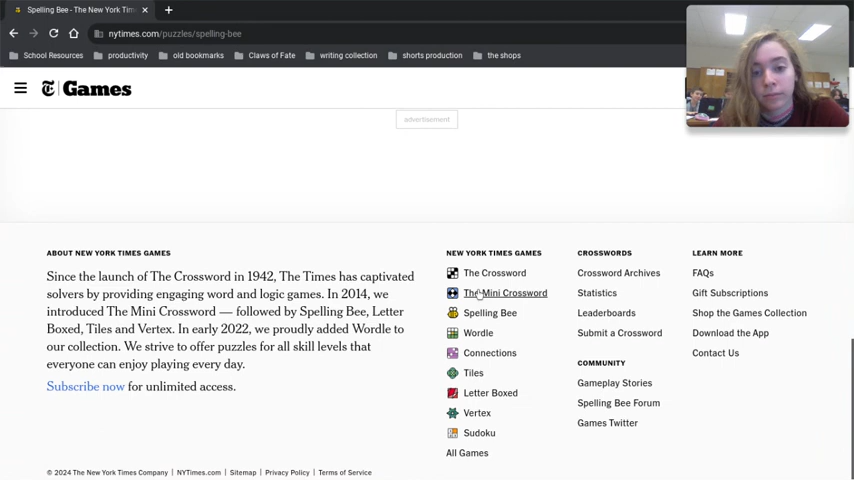 Spelling Bee - The New York Tim
nytimes.com/puzzles/spelling-bee
School Resources productivity old bookmarks Claws of Fate writing collection shorts production the shops
T Games
advertisement
ABOUT NEW YORK TIMES GAMES
Since the launch of The Crossword in 1942, The Times has captivated
solvers by providing engaging word and logic games. In 2014, we
introduced The Mini Crossword — followed by Spelling Bee, Letter
Boxed, Tiles and Vertex. In early 2022, we proudly added Wordle to
our collection. We strive to offer puzzles for all skill levels that
everyone can enjoy playing every day.
Subscribe now for unlimited access.
NEW YORK TIMES GAMES
The Crossword
The Mini Crossword
Spelling Bee
Wordle
Connections
Tiles
Letter Boxed
Vertex
Sudoku
All Games
CROSSWORDS
Crossword Archives
Statistics
Leaderboards
Submit a Crossword
COMMUNITY
Gameplay Stories
Spelling Bee Forum
Games Twitter
LEARN MORE
FAQs
Gift Subscriptions
Shop the Games Collection
Download the App
Contact Us
© 2024 The New York Times Company | NYTimes.com | Sitemap | Privacy Policy | Terms of Service